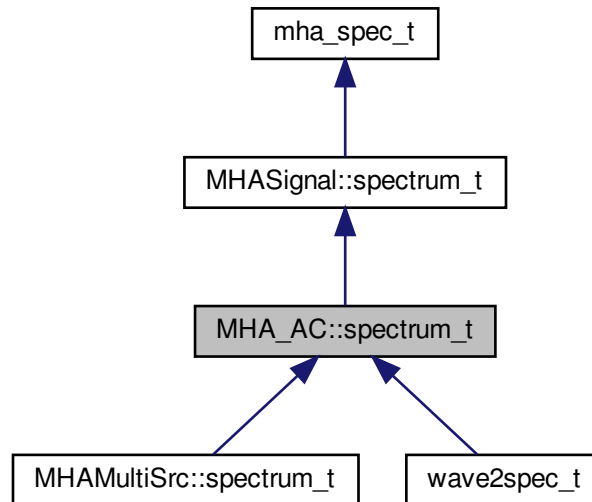 mha_spec_t
MHASignal::spectrum_t
MHA_AC::spectrum_t
MHAMultiSrc::spectrum_t
wave2spec_t